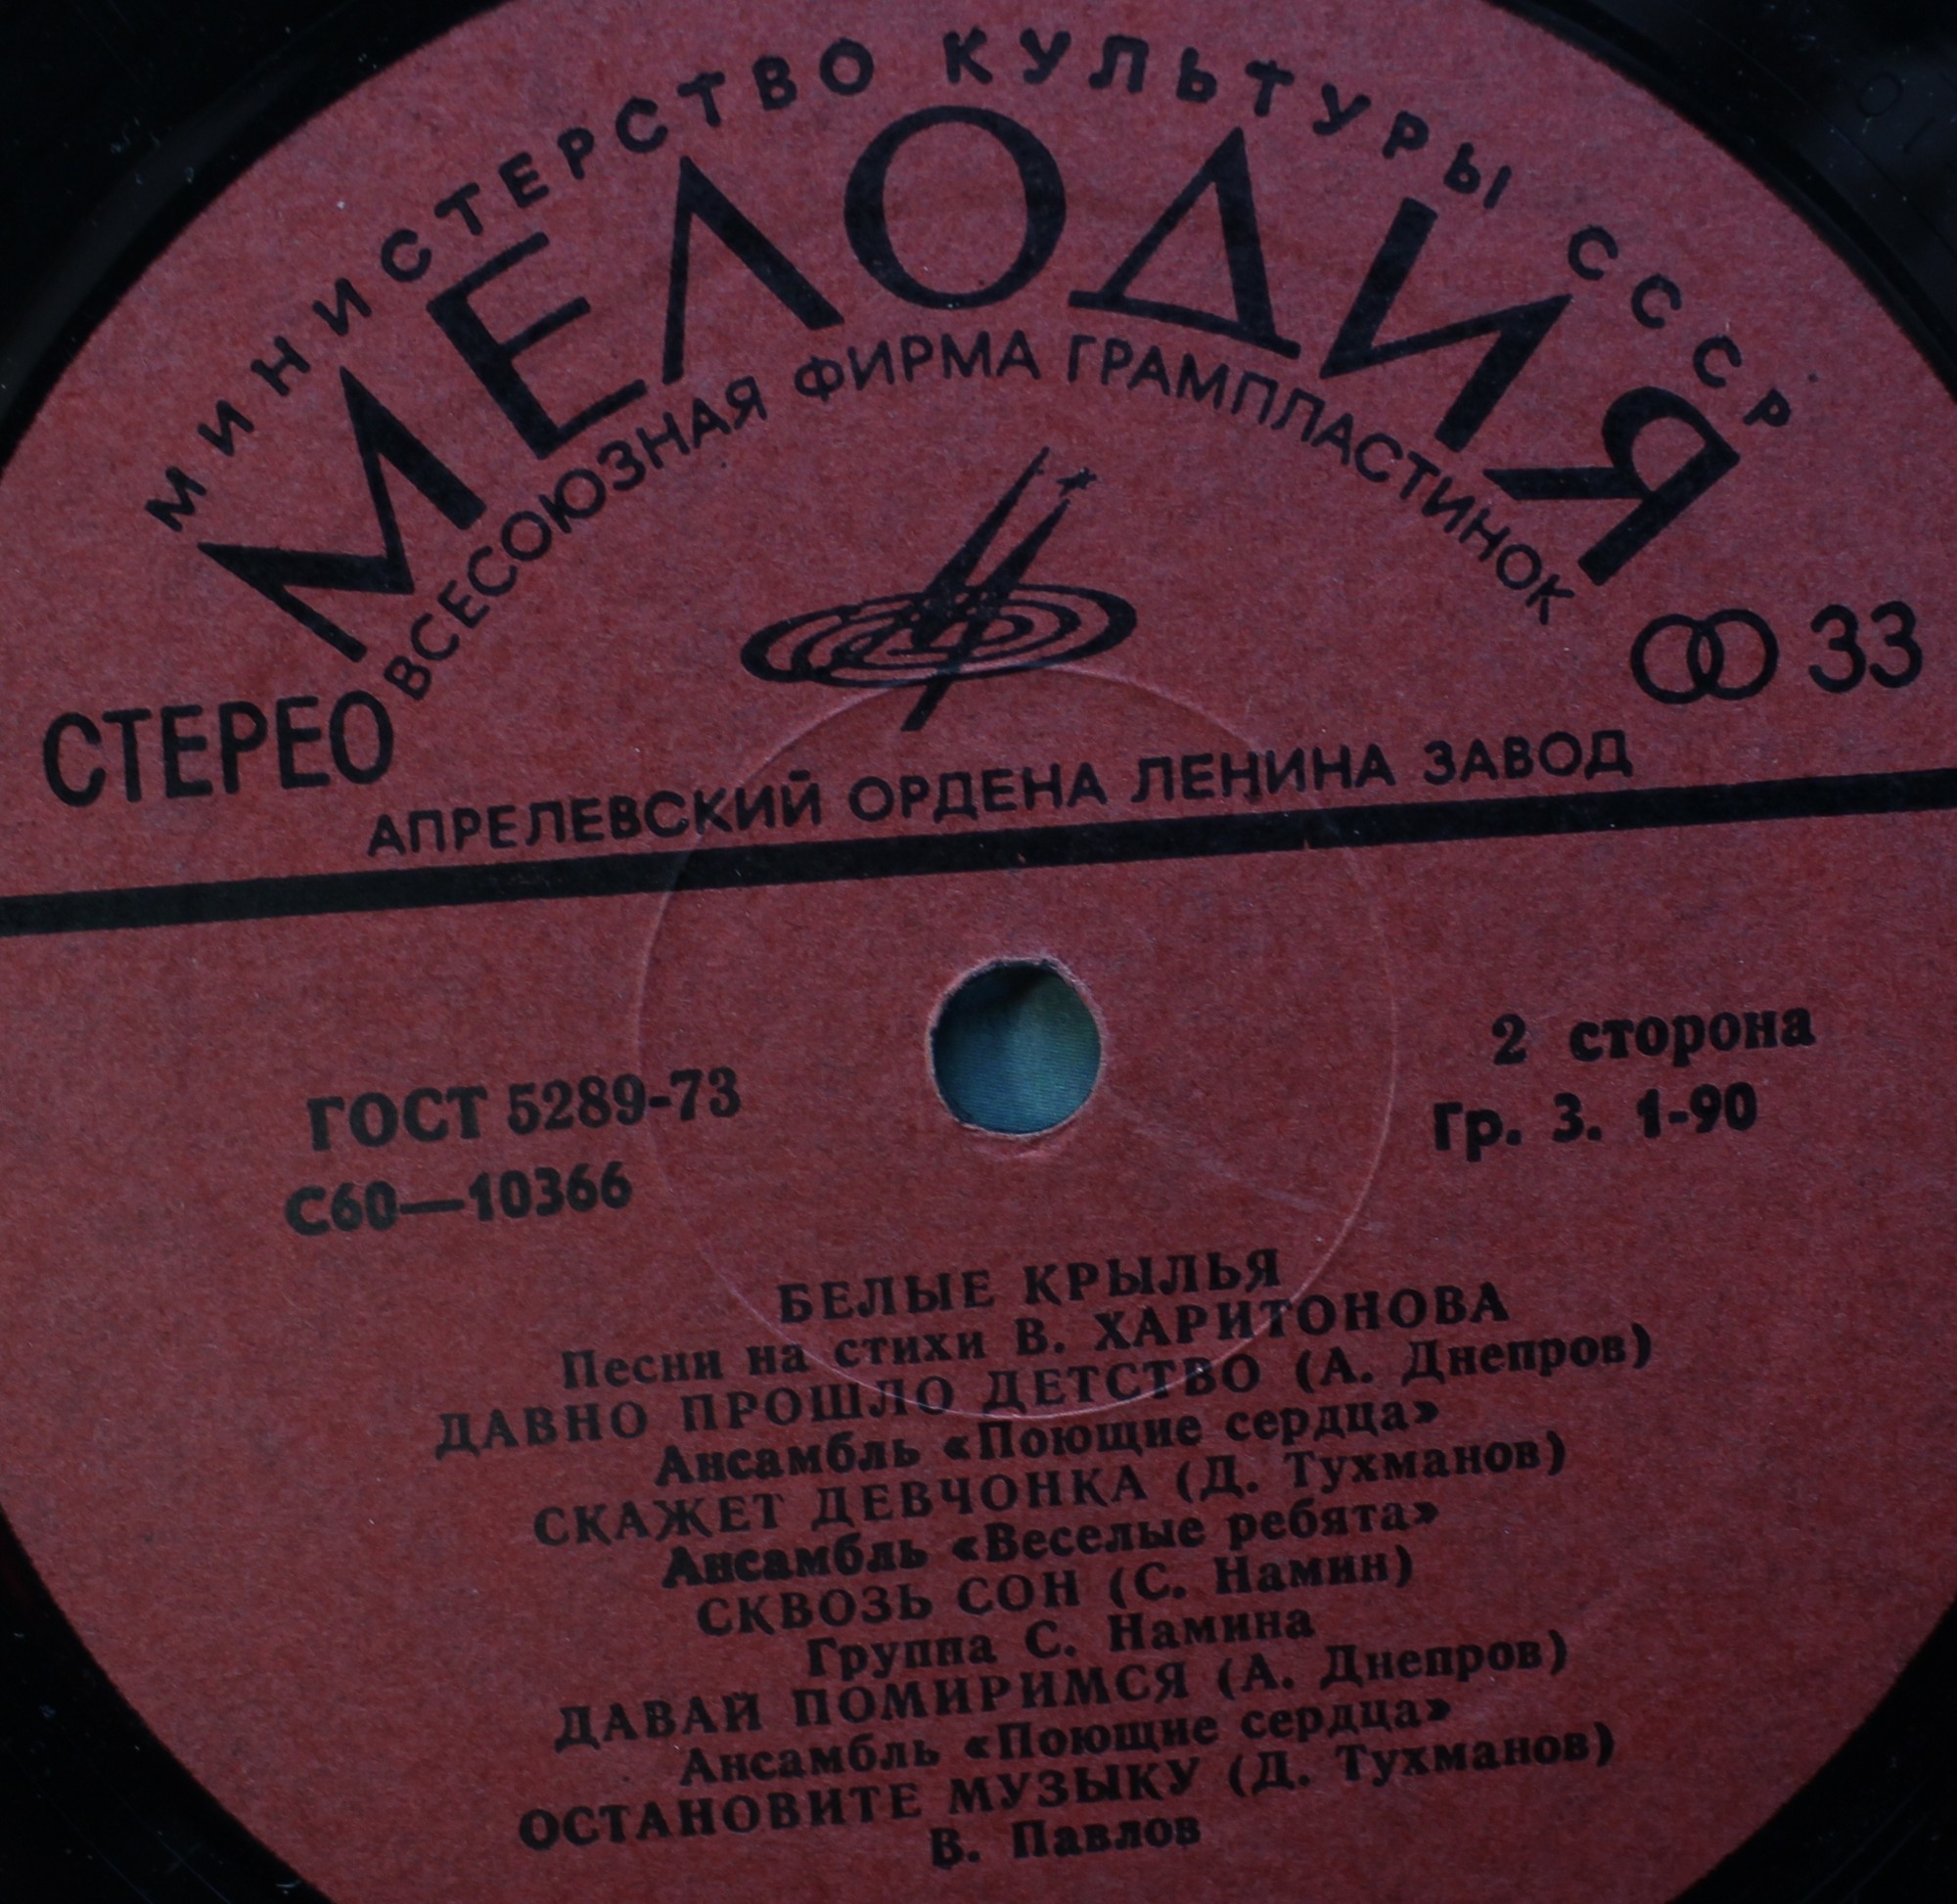 МИНИСТЕРСТВО КУЛЬТУРЫ СССР
МЕЛОДИЯ
ВСЕСОЮЗНАЯ ФИРМА ГРАМПЛАСТИНОК
СТЕРЕО
33
АПРЕЛЕВСКИЙ ОРДЕНА ЛЕНИНА ЗАВОД
ГОСТ 5289-73
С60—10366
2 сторона
Гр. 3. 1-90
БЕЛЫЕ КРЫЛЬЯ
Песни на стихи В. ХАРИТОНОВА
ДАВНО ПРОШЛО ДЕТСТВО (А. Днепров)
Ансамбль «Поющие сердца»
СКАЖЕТ ДЕВЧОНКА (Д. Тухманов)
Ансамбль «Веселые ребята»
СКВОЗЬ СОН (С. Намин)
Группа С. Намина
ДАВАЙ ПОМИРИМСЯ (А. Днепров)
Ансамбль «Поющие сердца»
ОСТАНОВИТЕ МУЗЫКУ (Д. Тухманов)
В. Павлов